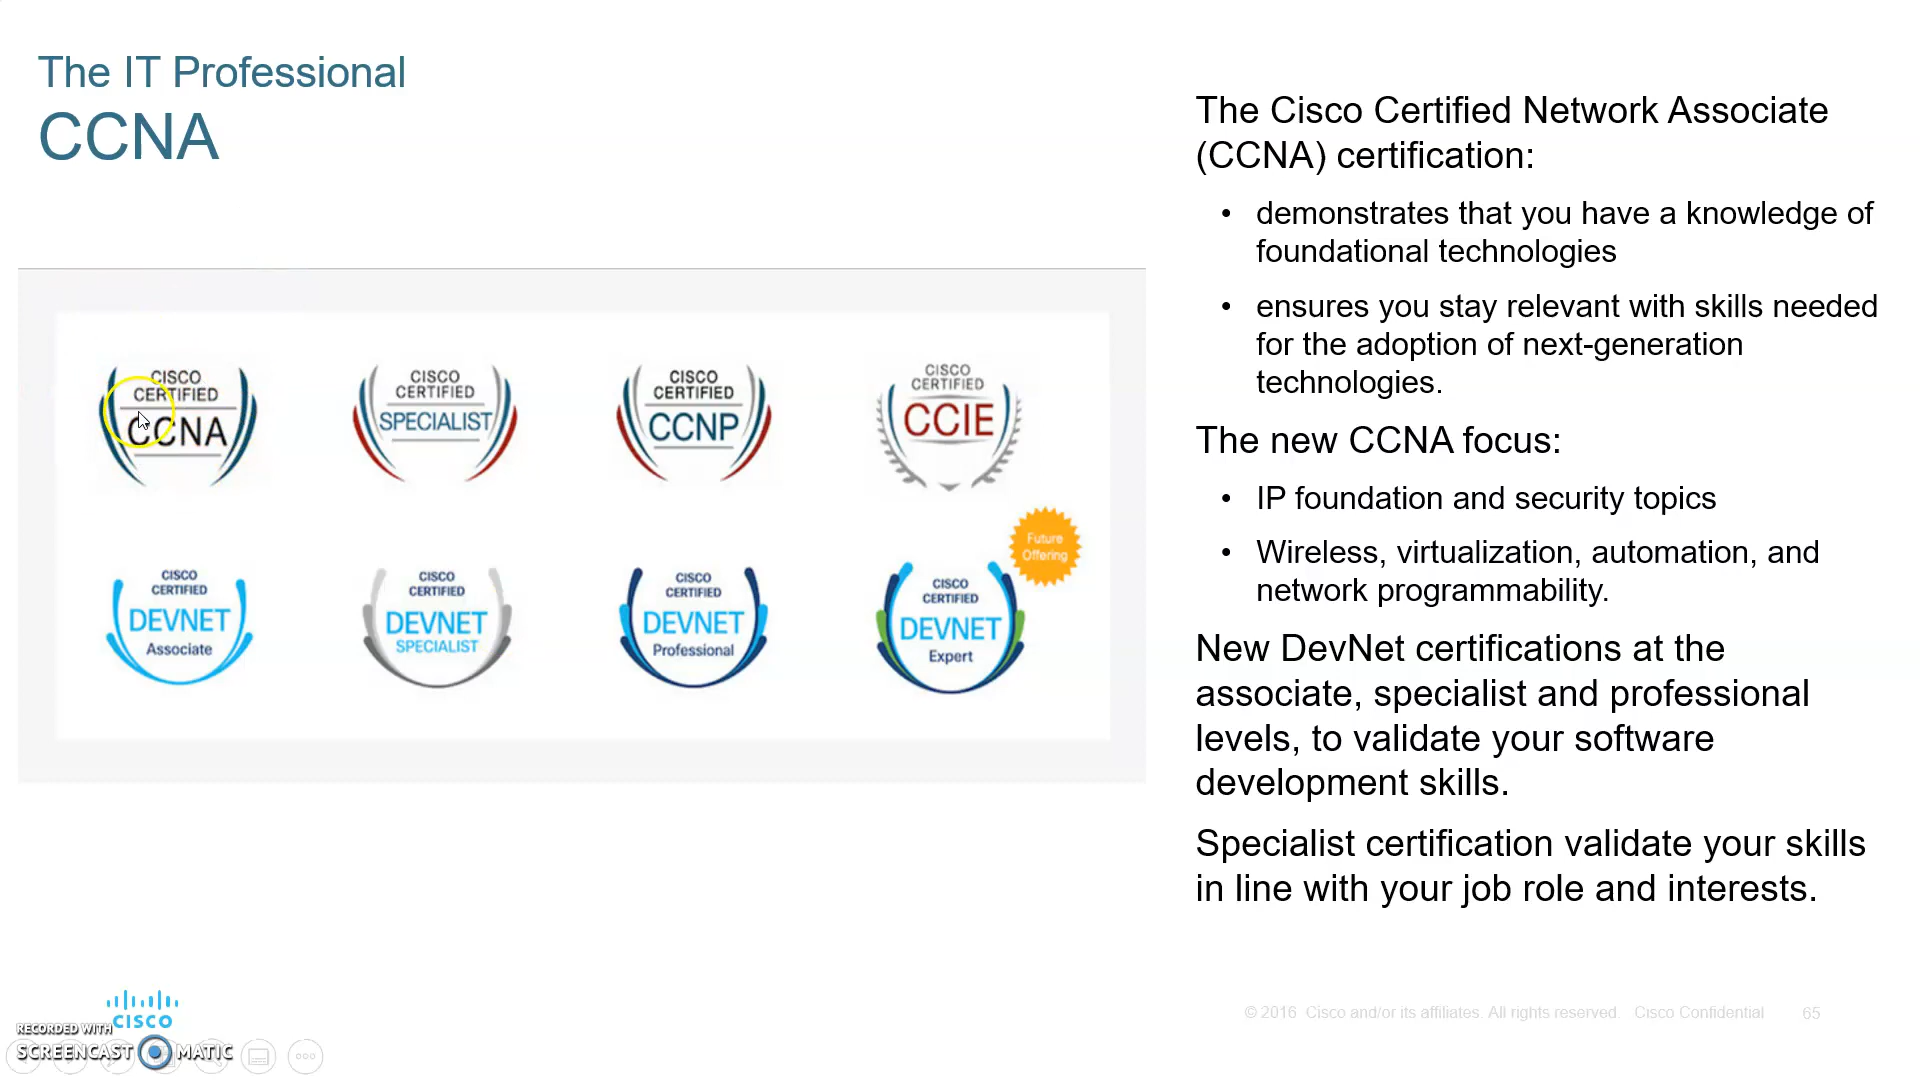 The IT Professional
CCNA
CISCO
CERTIFIED
CCNA
CISCO
CERTIFIED
SPECIALIST
CISCO
CERTIFIED
CCNP
CISCO
CERTIFIED
CCIE
CISCO
CERTIFIED
DEVNET
Associate
CISCO
CERTIFIED
DEVNET
SPECIALIST
CISCO
CERTIFIED
DEVNET
Professional
Future
Offering
CISCO
CERTIFIED
DEVNET
Expert
The Cisco Certified Network Associate
(CCNA) certification:
• demonstrates that you have a knowledge of
foundational technologies
• ensures you stay relevant with skills needed
for the adoption of next-generation
technologies.
The new CCNA focus:
• IP foundation and security topics
• Wireless, virtualization, automation, and
network programmability.
New DevNet certifications at the
associate, specialist and professional
levels, to validate your software
development skills.
Specialist certification validate your skills
in line with your job role and interests.
CISCO
RECORDED WITH
SCREENCAST MATIC
© 2016 Cisco and/or its affiliates. All rights reserved. Cisco Confidential 65